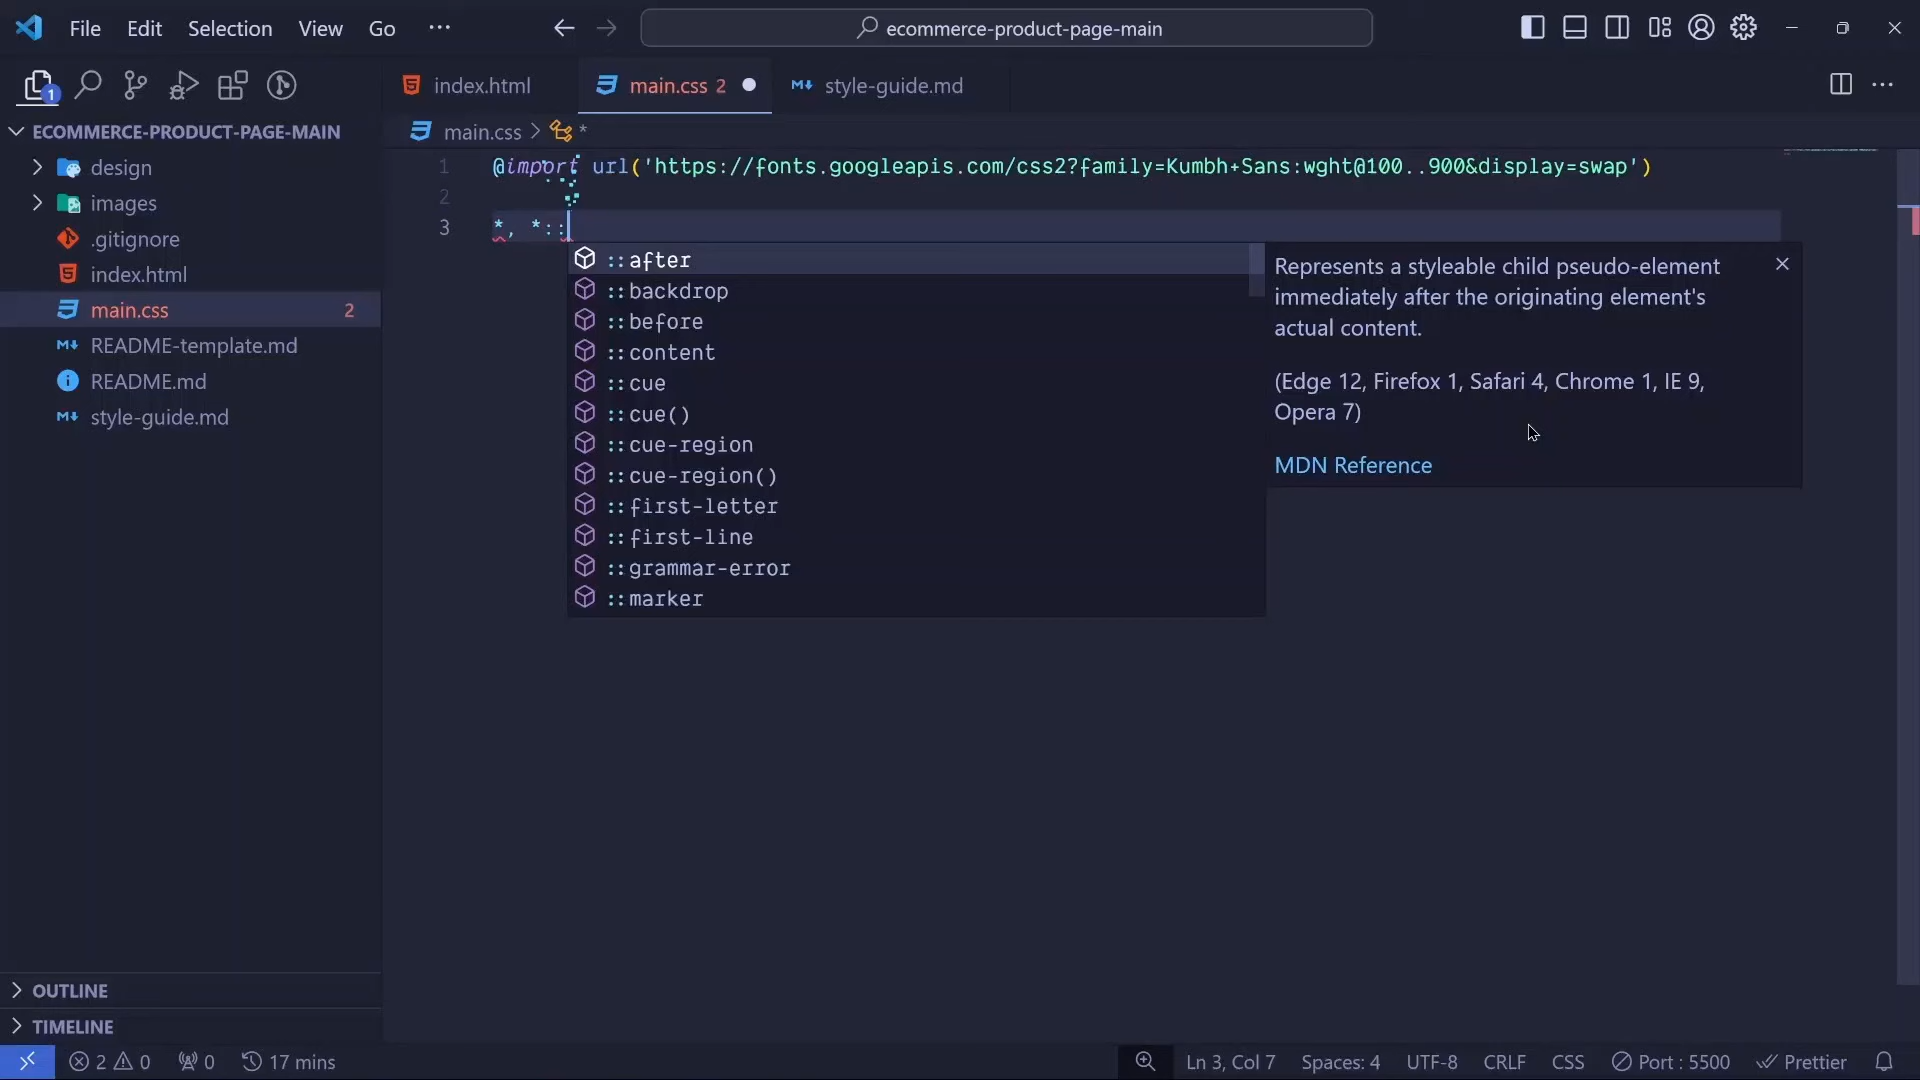 File Edit Selection View Go ···
ecommerce-product-page-main
1
index.html
main.css 2
style-guide.md
ECOMMERCE-PRODUCT-PAGE-MAIN
design
images
.gitignore
index.html
main.css 2
README-template.md
README.md
style-guide.md
OUTLINE
TIMELINE
main.css > *
1 @import url('https://fonts.googleapis.com/css2?family=Kumbh+Sans:wght@100..900&display=swap')
2
3 *, *::
::after
::backdrop
::before
::content
::cue
::cue()
::cue-region
::cue-region()
::first-letter
::first-line
::grammar-error
::marker
Represents a styleable child pseudo-element
immediately after the originating element's
actual content.
(Edge 12, Firefox 1, Safari 4, Chrome 1, IE 9,
Opera 7)
MDN Reference
2 0 0 17 mins
Ln 3, Col 7 Spaces: 4 UTF-8 CRLF CSS Port : 5500 Prettier